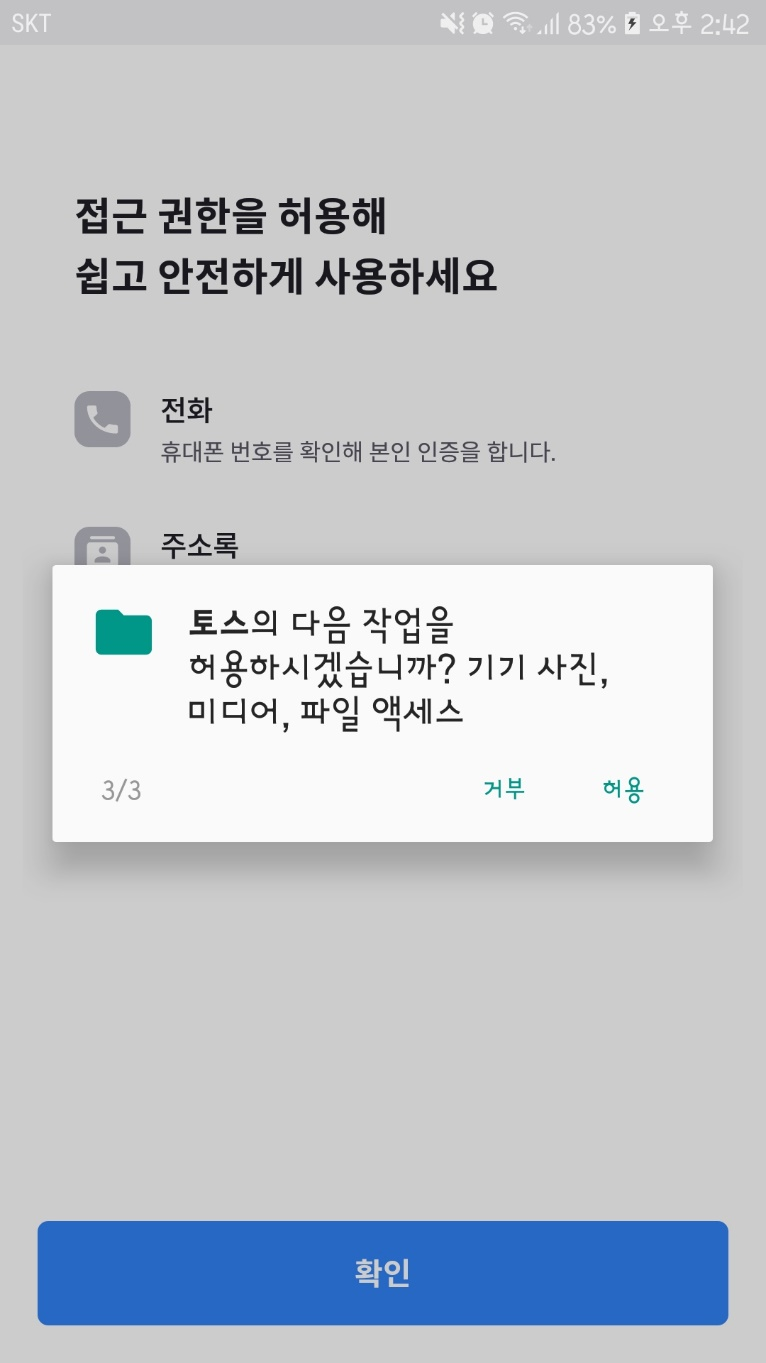 SKT 83% 오후 2:42
접근 권한을 허용해
쉽고 안전하게 사용하세요
전화
휴대폰 번호를 확인해 본인 인증을 합니다.
주소록
토스의 다음 작업을
허용하시겠습니까? 기기 사진,
미디어, 파일 액세스
3/3 거부 허용
확인